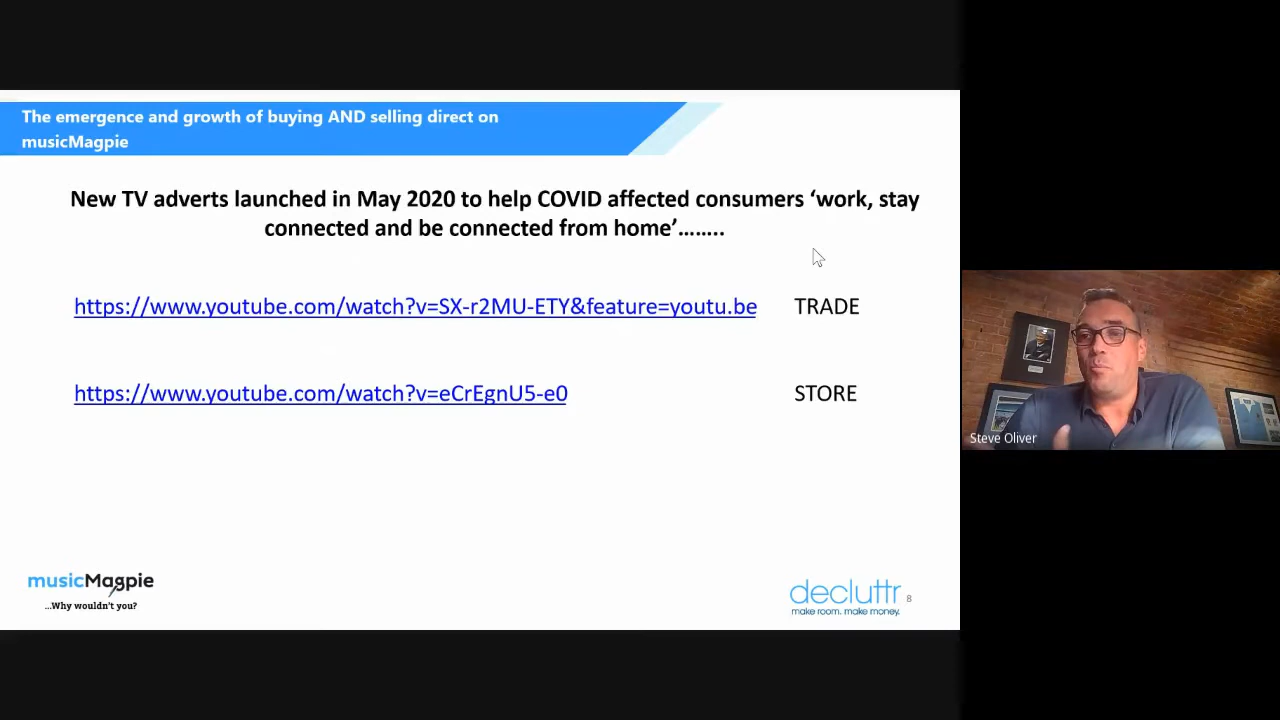 The emergence and growth of buying AND selling direct on
musicMagpie
New TV adverts launched in May 2020 to help COVID affected consumers ‘work, stay
connected and be connected from home’……..
https://www.youtube.com/watch?v=SX-r2MU-ETY&feature=youtu.be TRADE
https://www.youtube.com/watch?v=eCrEgnU5-e0 STORE
Steve Oliver
musicMagpie
...Why wouldn't you?
decluttr
make room. make money.
8